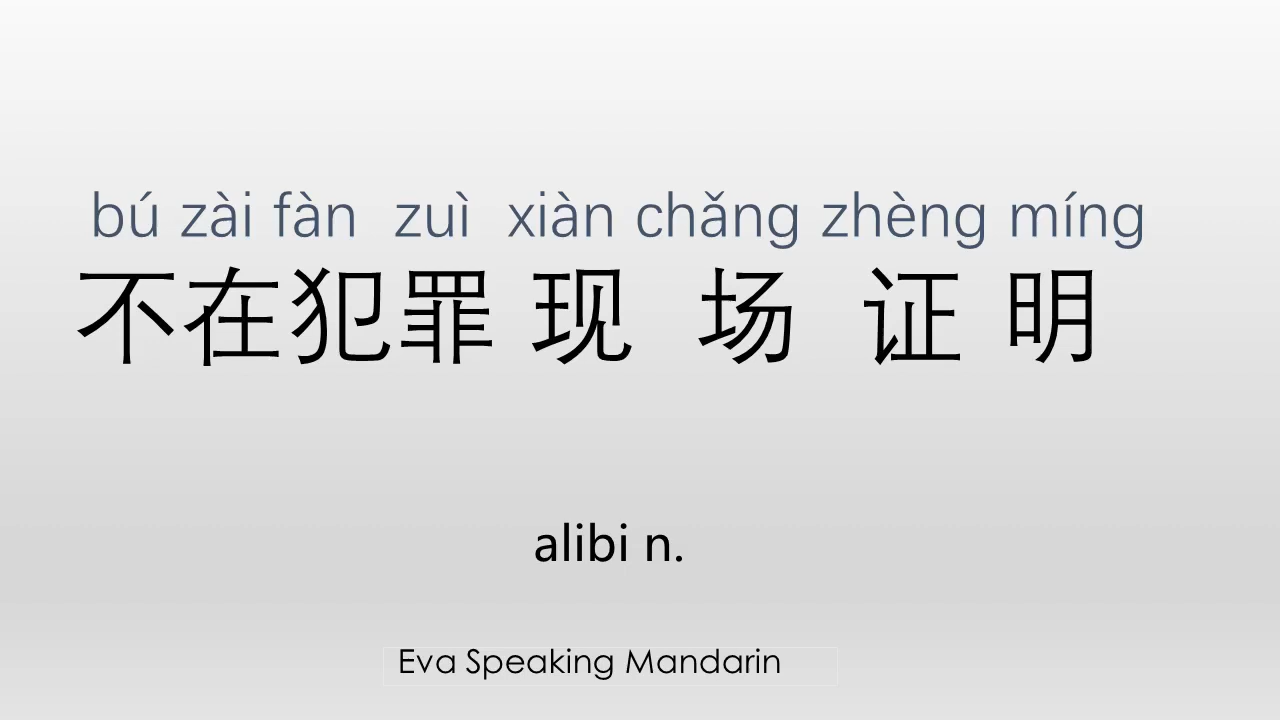 bú zài fàn zuì xiàn chǎng zhèng míng
不在犯罪现场证明
alibi n.
Eva Speaking Mandarin